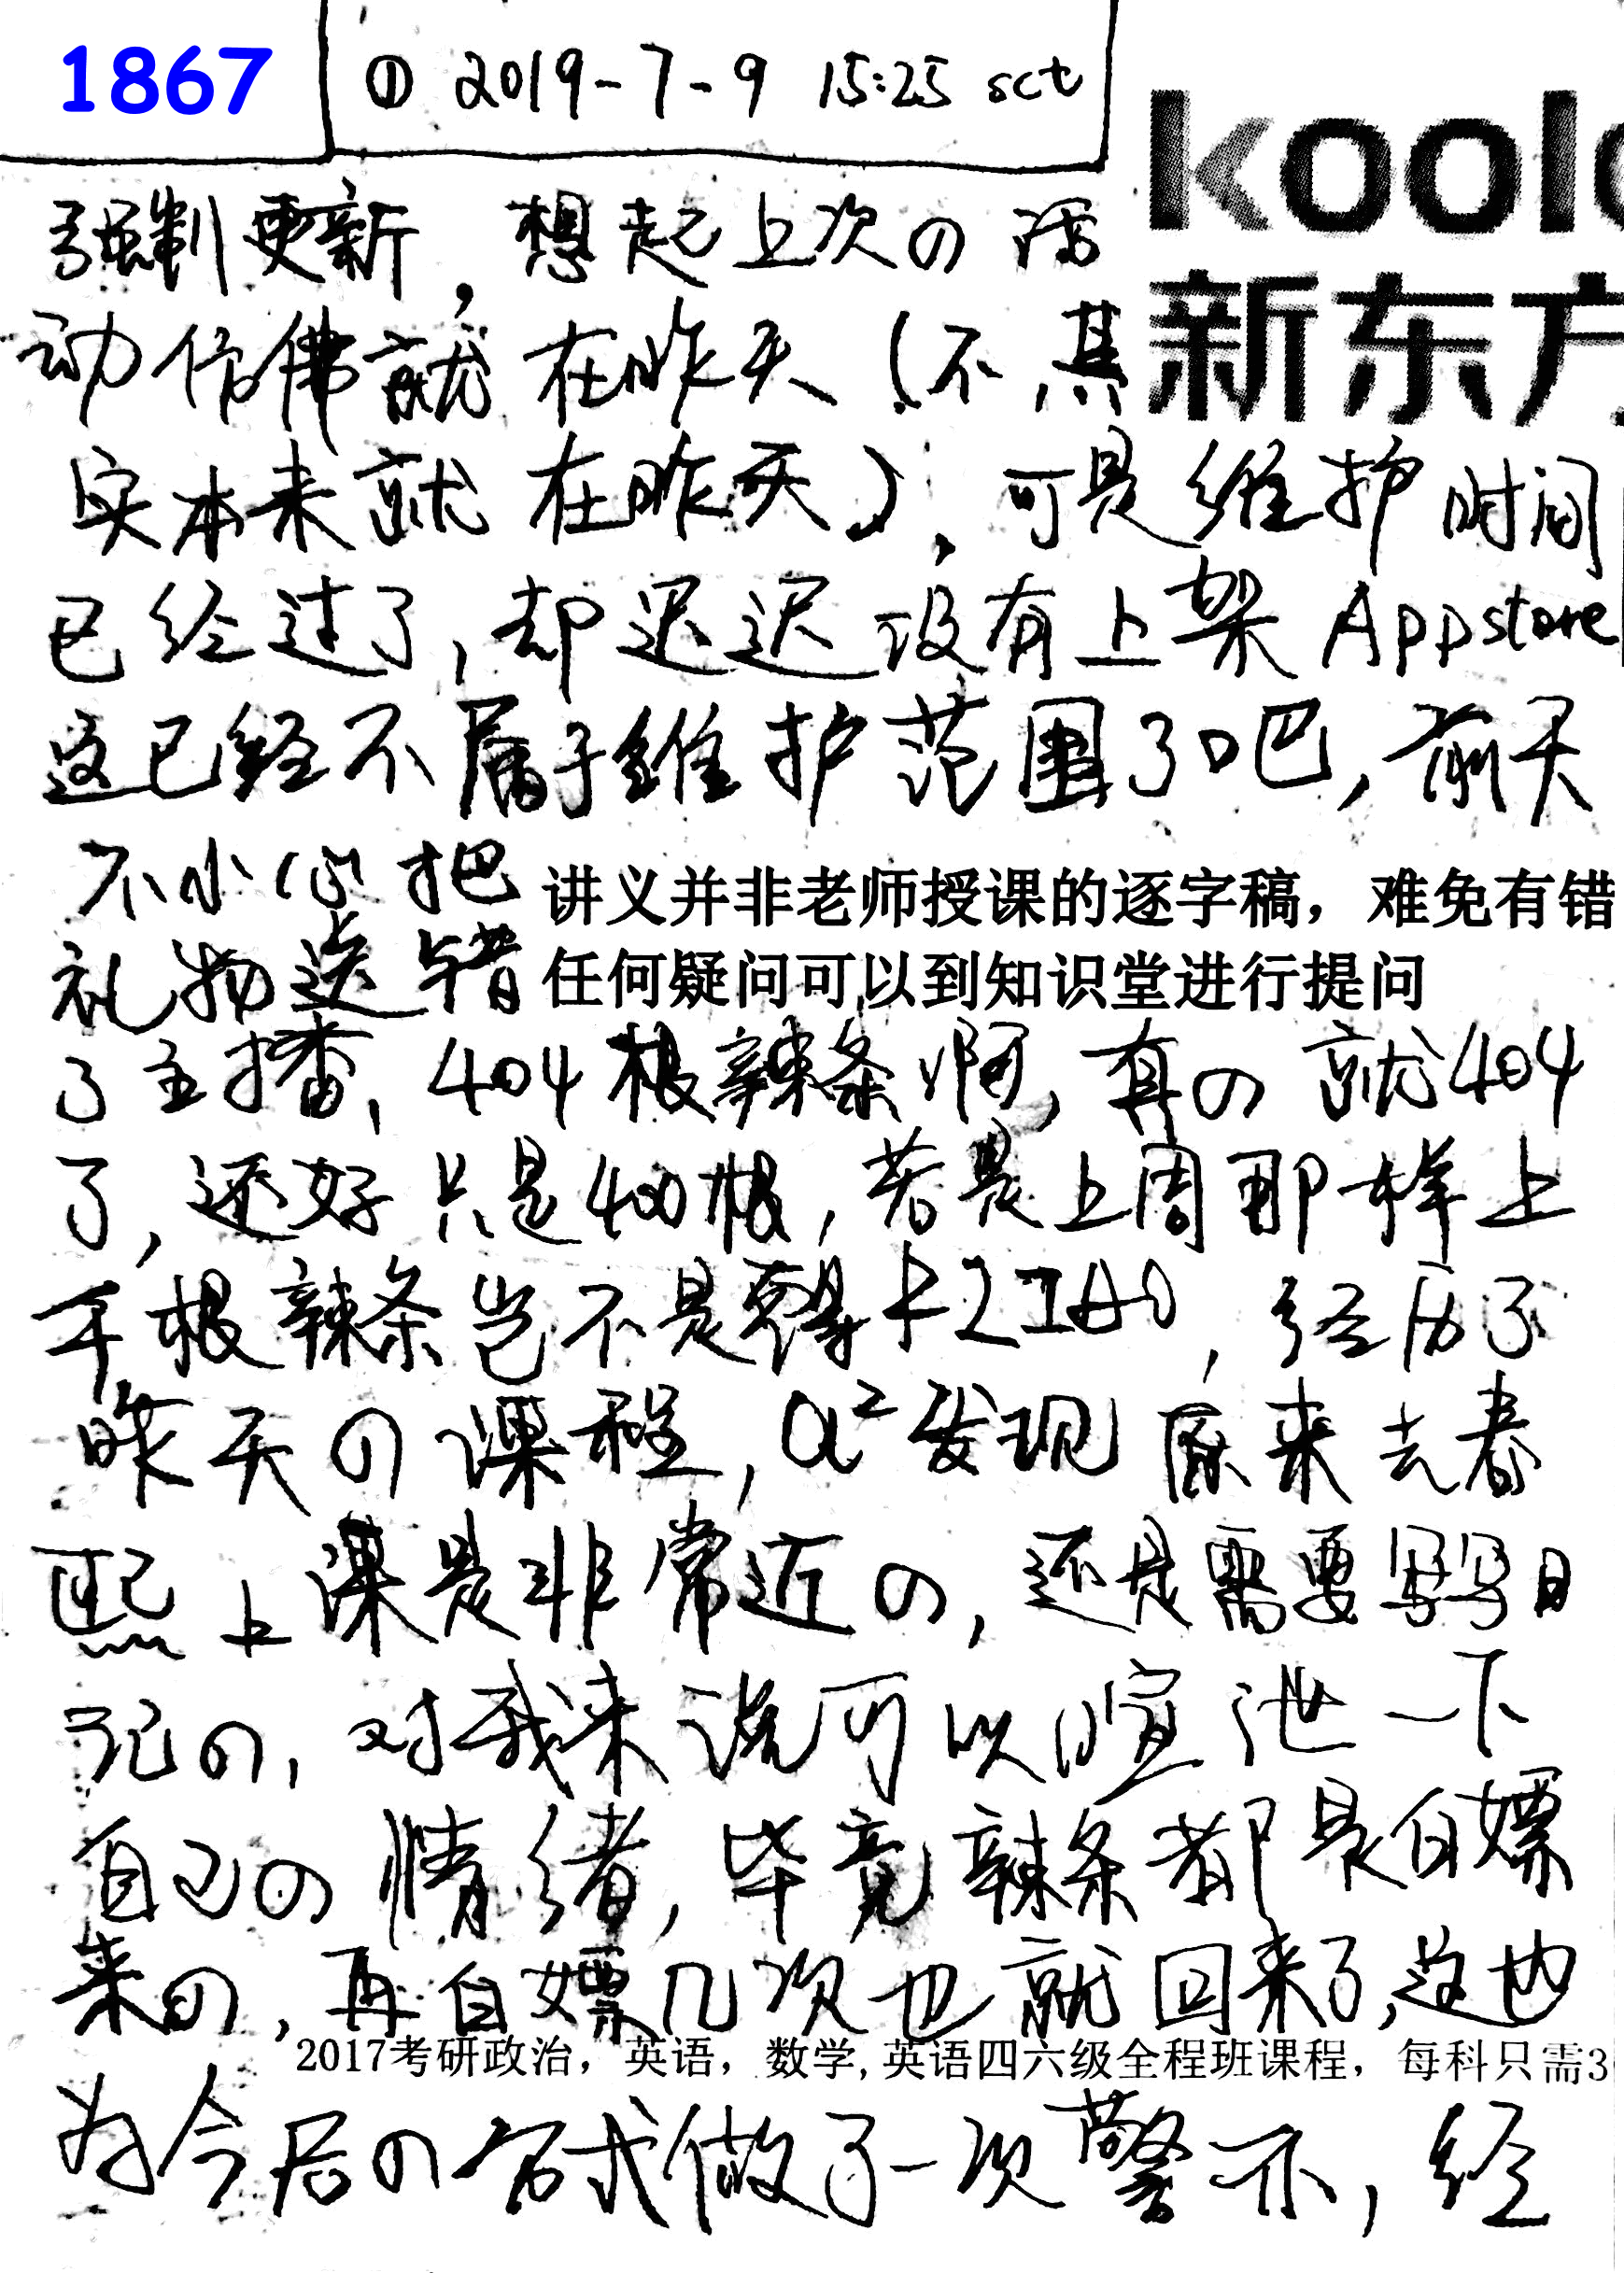 1867
① 2019-7-9 15:25 sct
koolo
新东方
强制更新，想起上次の活
动仿佛就在昨天（不，其
实本来就在昨天），可是维护时间
已经过了，却迟迟没有上架Appstore
这已经不属于维护范围了吧，前天
不小心把
讲义并非老师授课的逐字稿，难免有错
礼物送错
任何疑问可以到知识堂进行提问
了主播，404根辣条啊，真の就404
了，还好只是400根，若是上周那样上
千根辣条岂不是，经历了
昨天の课程，发现原来去春
熙上课是非常近の，还是需要写写日
记の，对我来说可以喧泄一下
自己の情绪，毕竟辣条都是白嫖
来の，再白嫖几次也就回来了，这也
2017考研政治，英语，数学,英语四六级全程班课程，每科只需3
为今后の方式做了一次警示，经